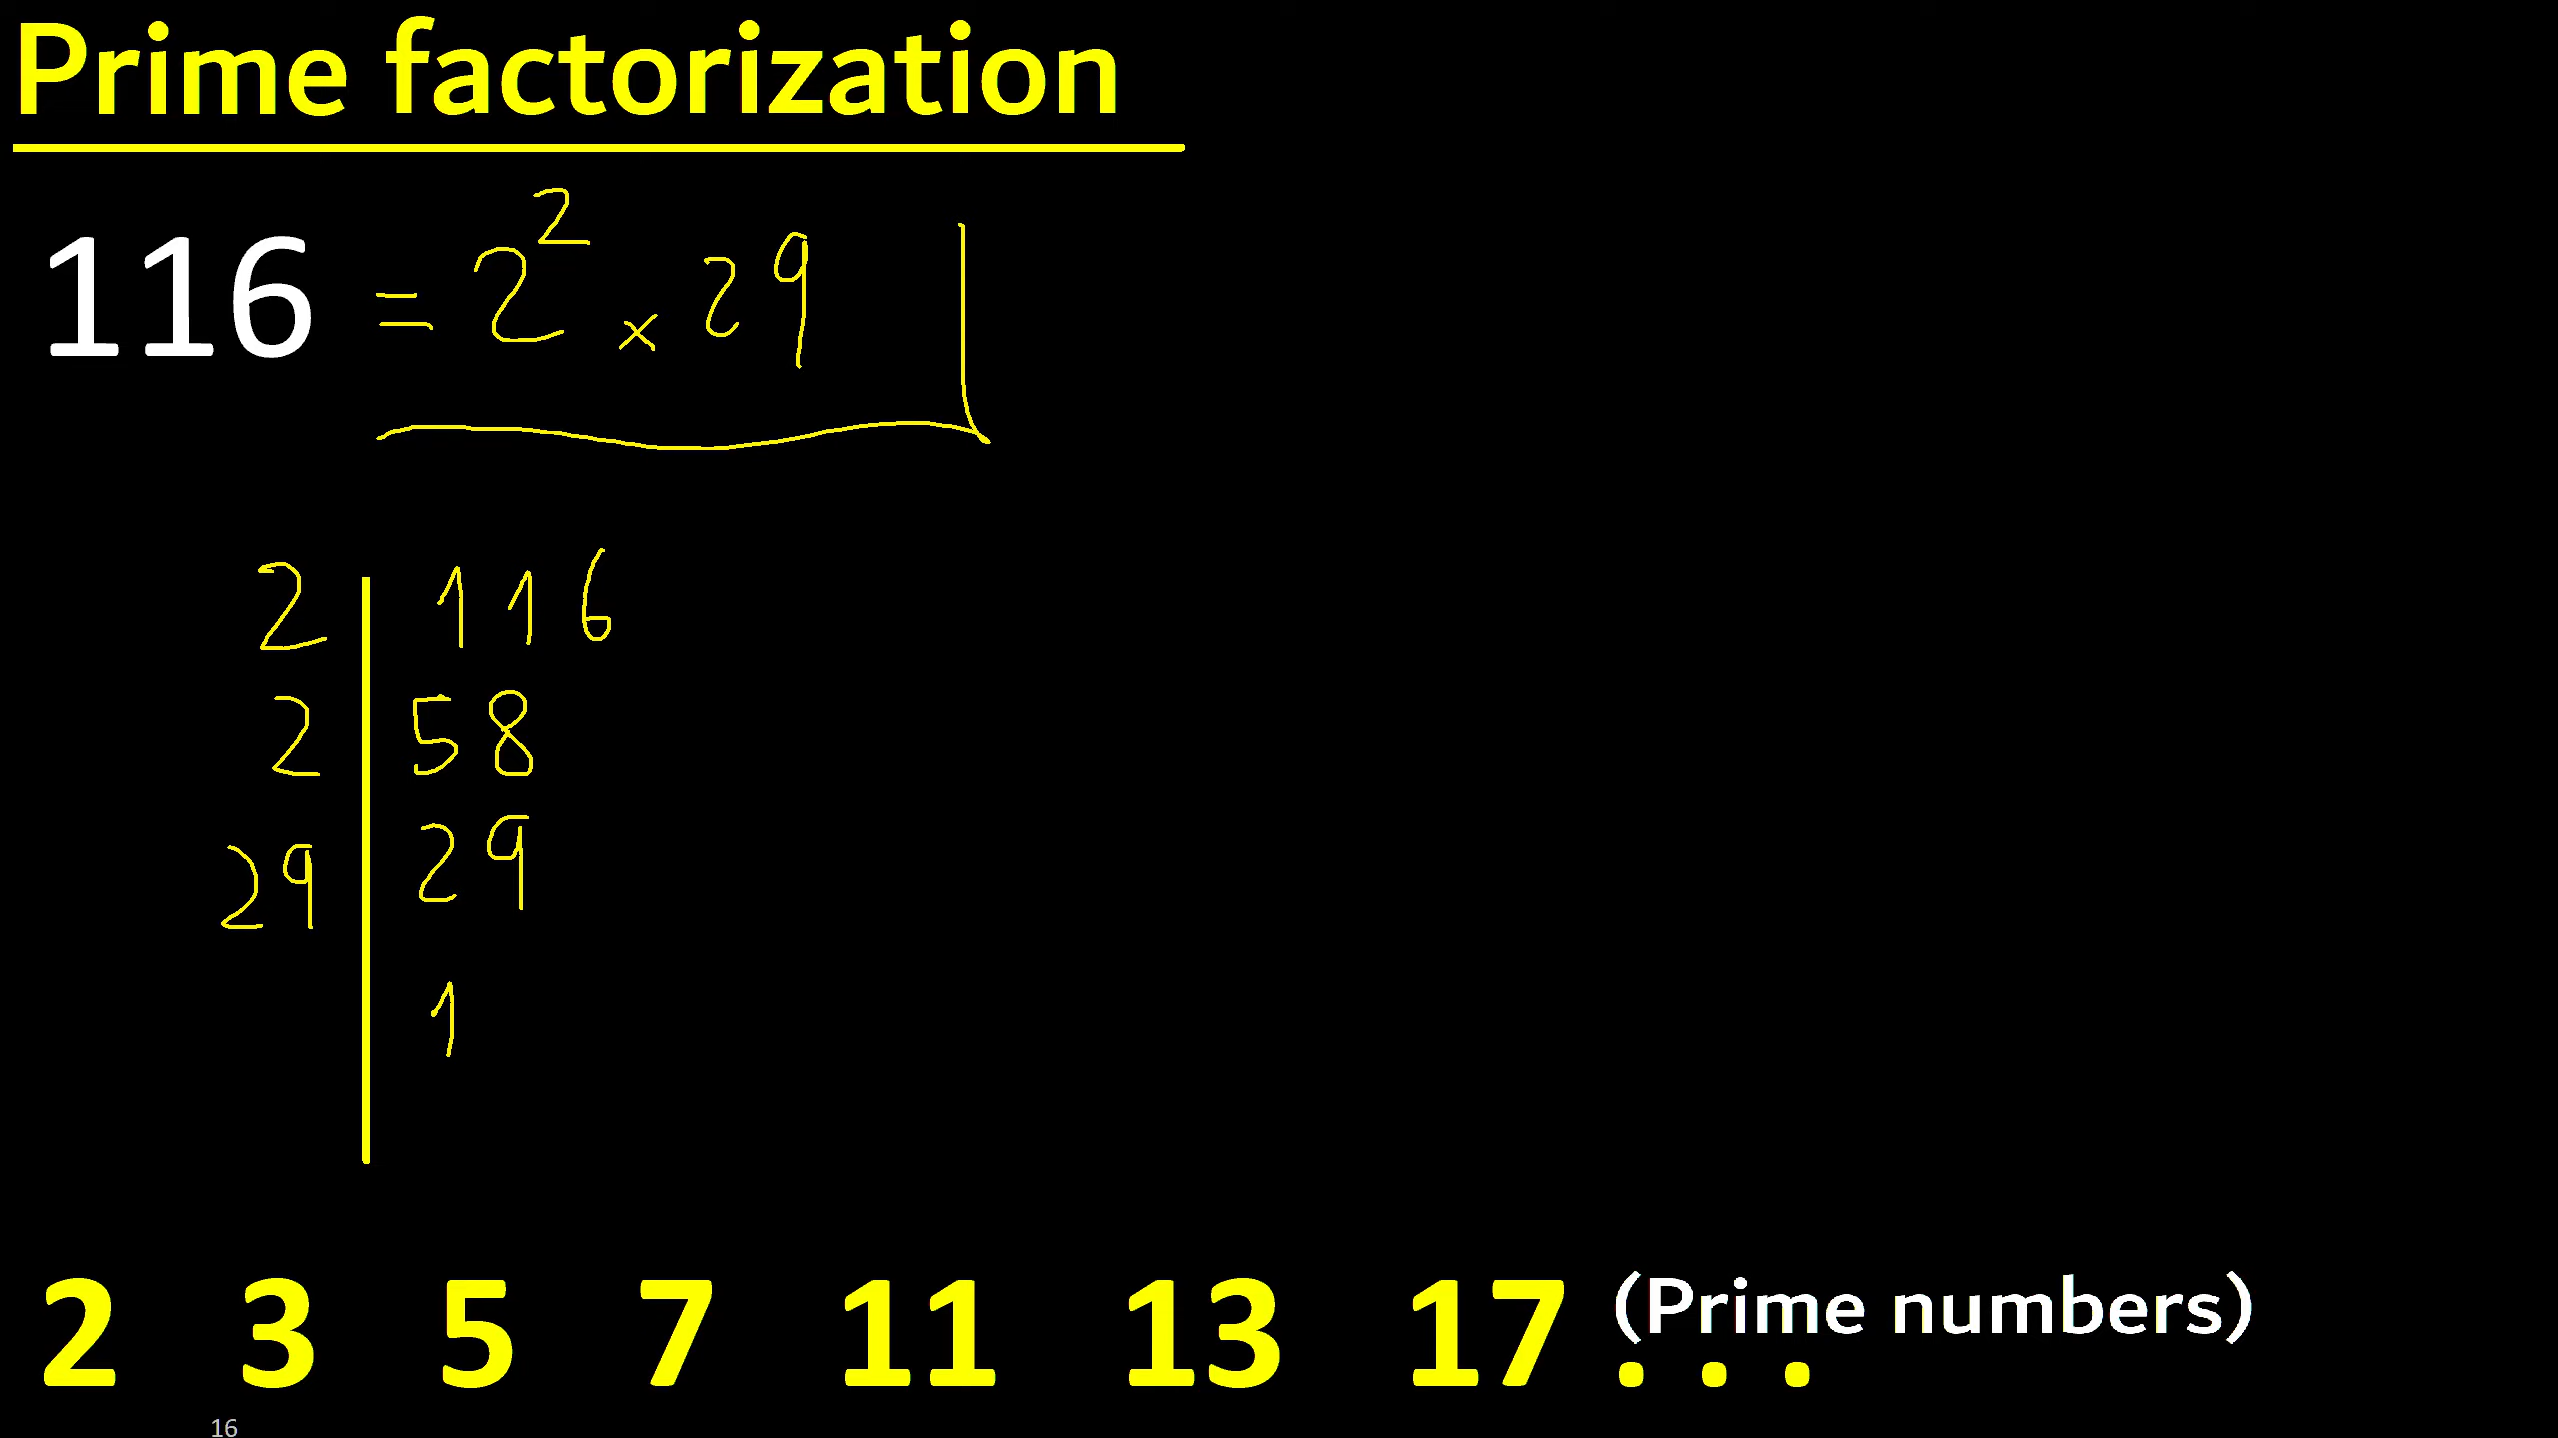 Prime factorization
116 = 2² × 29
2 | 116
2 | 58
29 | 29
1
2 3 5 7 11 13 17 ... (Prime numbers)
16